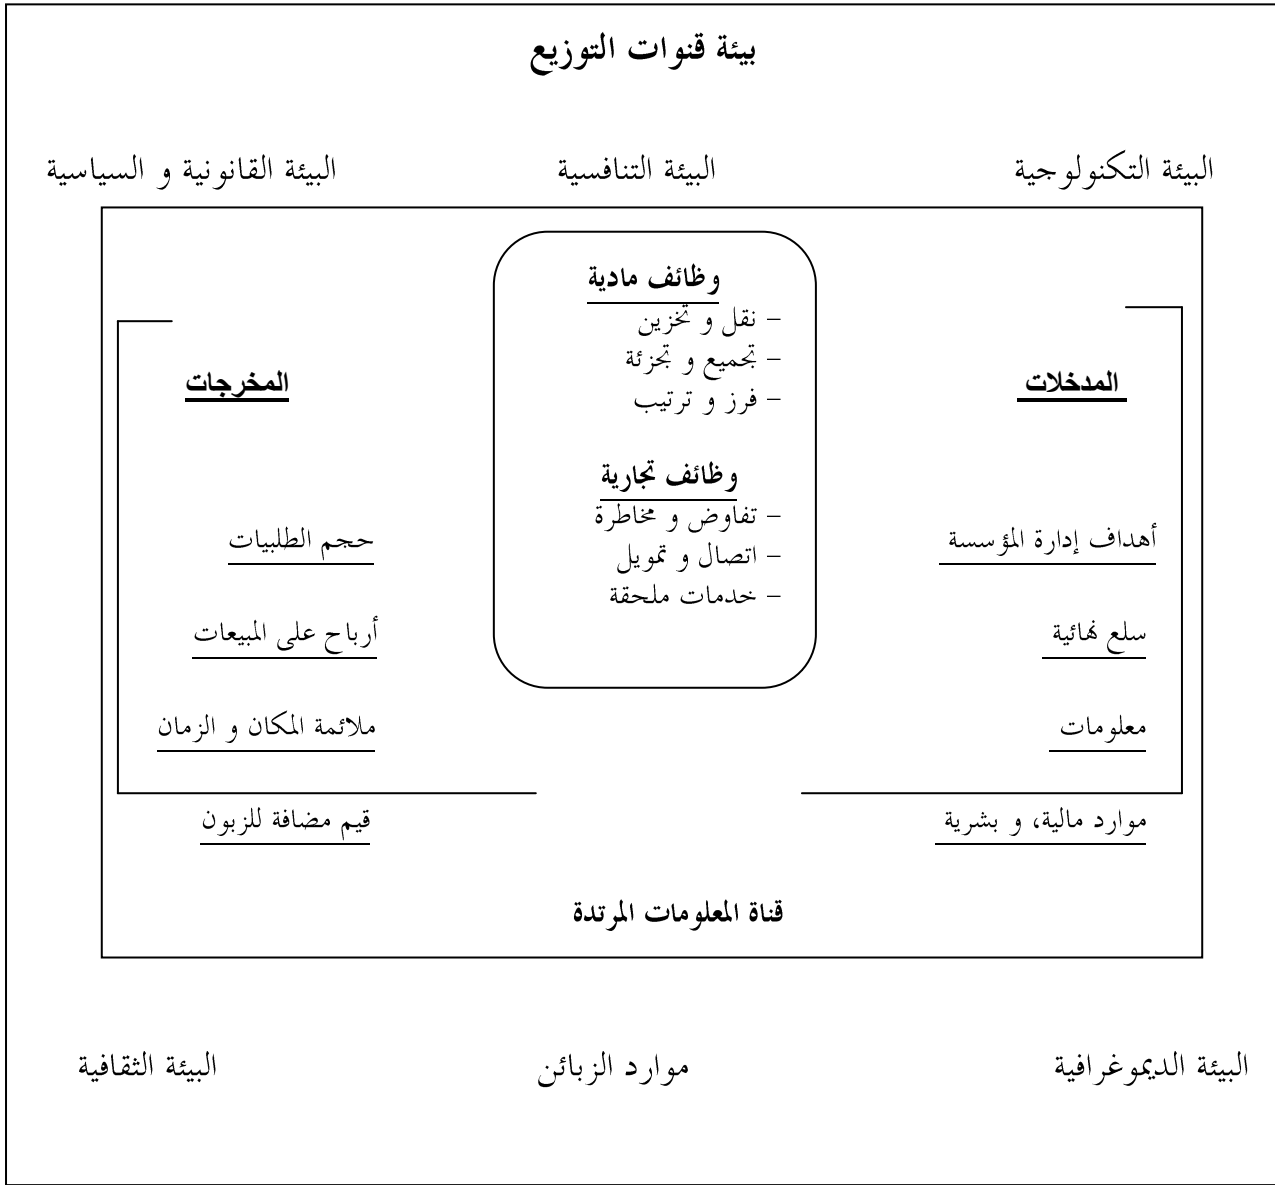 بيئة قنوات التوزيع
البيئة التكنولوجية
البيئة التنافسية
البيئة القانونية و السياسية
المدخلات
أهداف إدارة المؤسسة
سلع نهائية
معلومات
موارد مالية، و بشرية
وظائف مادية
– نقل و تخزين
– تجميع و تجزئة
– فرز و ترتيب
وظائف تجارية
– تفاوض و مخاطرة
– اتصال و تمويل
– خدمات ملحقة
المخرجات
حجم الطلبيات
أرباح على المبيعات
ملائمة المكان و الزمان
قيم مضافة للزبون
قناة المعلومات المرتدة
البيئة الديموغرافية
موارد الزبائن
البيئة الثقافية